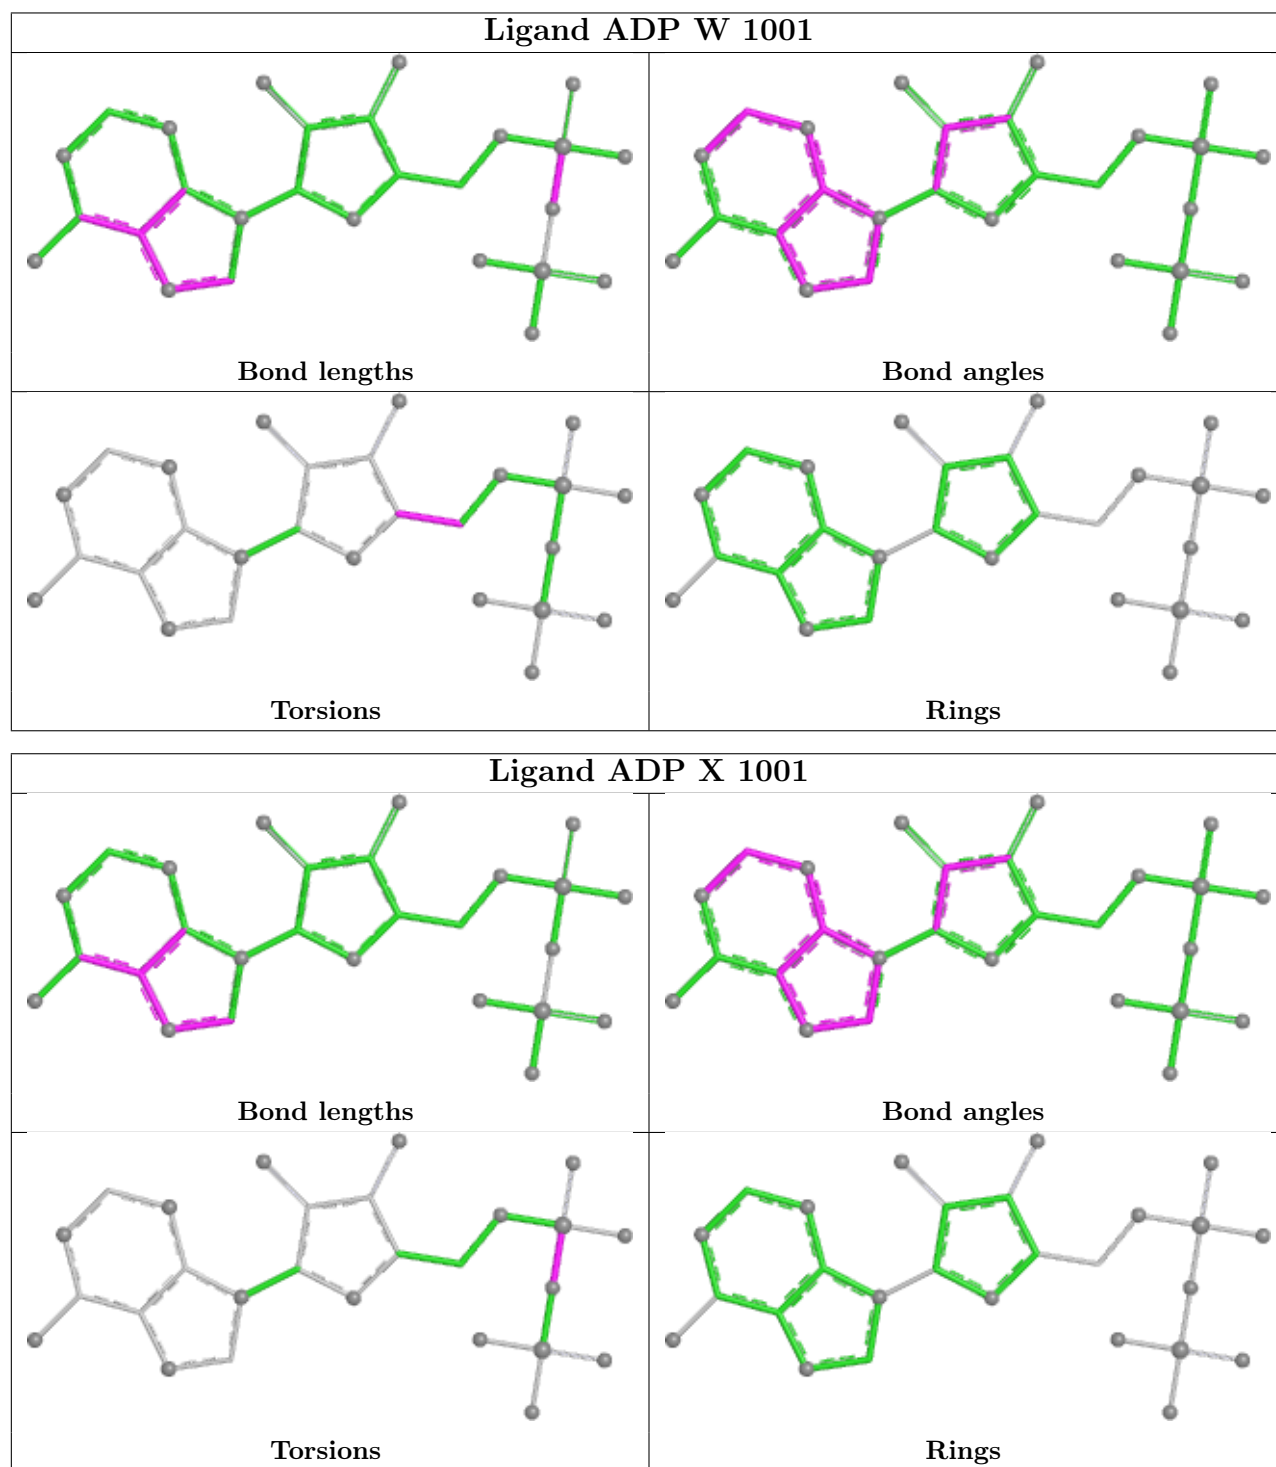 Ligand ADP W 1001
Bond lengths
Bond angles
Torsions
Rings
Ligand ADP X 1001
Bond lengths
Bond angles
Torsions
Rings